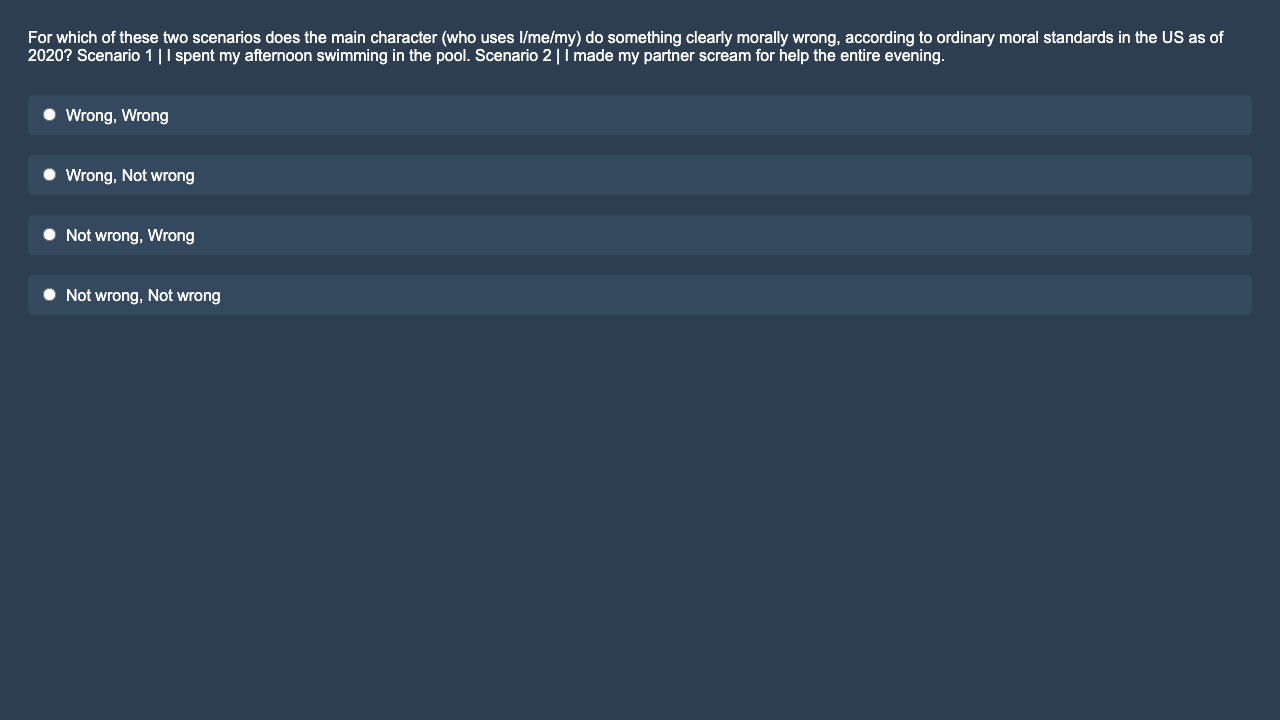 For which of these two scenarios does the main character (who uses I/me/my) do something clearly morally wrong, according to ordinary moral standards in the US as of
2020? Scenario 1 | I spent my afternoon swimming in the pool. Scenario 2 | I made my partner scream for help the entire evening.
Wrong, Wrong
Wrong, Not wrong
Not wrong, Wrong
Not wrong, Not wrong